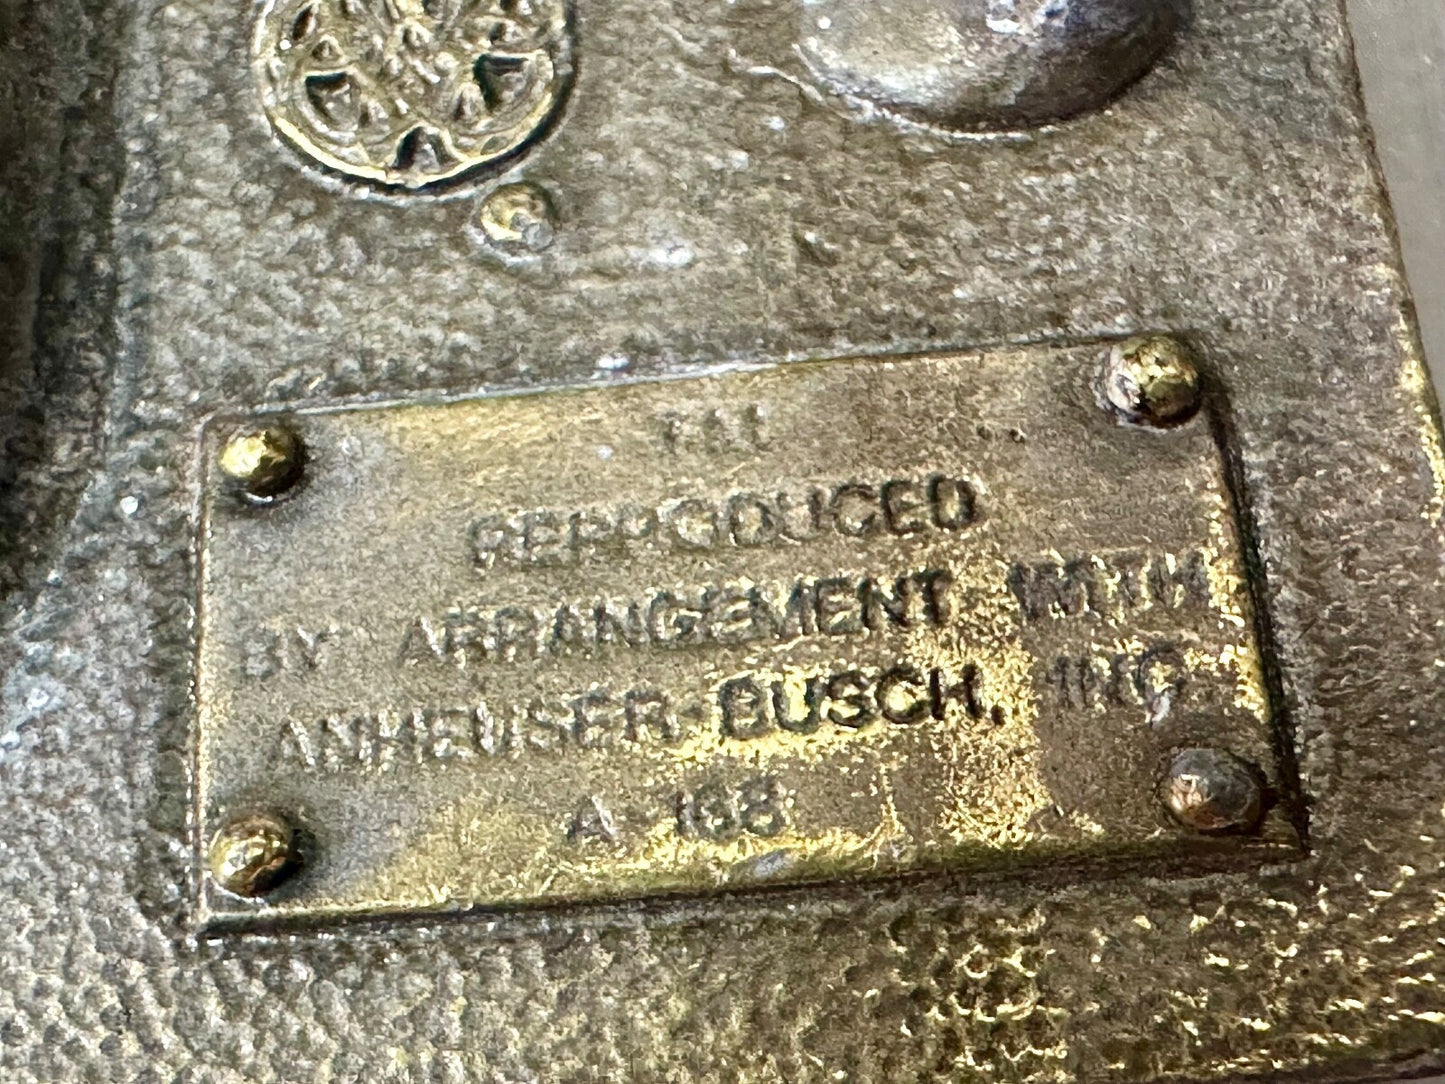 REPRODUCED
BY ARRANGEMENT WITH
ANHEUSER-BUSCH, INC
A-168